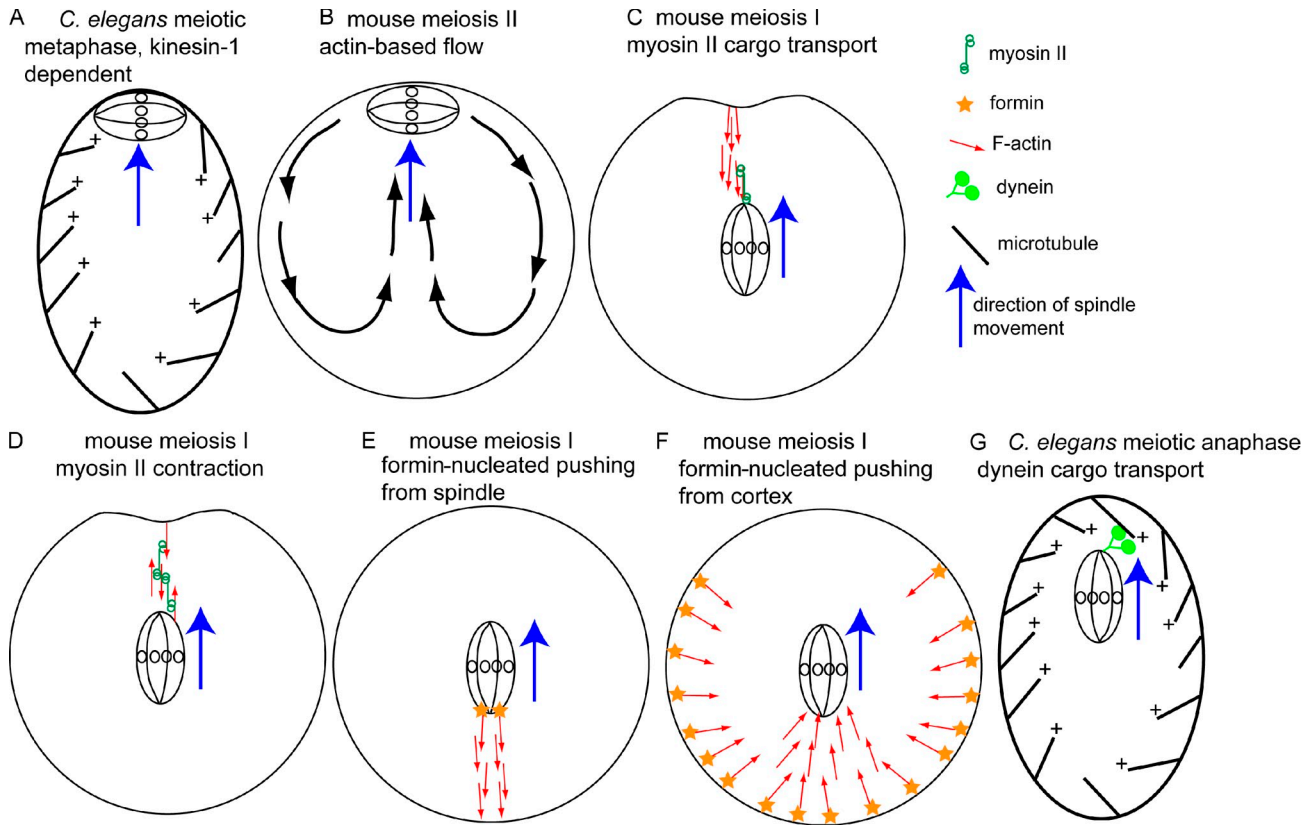 A C. elegans meiotic
metaphase, kinesin-1
dependent
B mouse meiosis II
actin-based flow
C mouse meiosis I
myosin II cargo transport
myosin II
formin
F-actin
dynein
microtubule
direction of spindle
movement
+ +
+ +
+ +
+ +
+ +
+
D mouse meiosis I
myosin II contraction
E mouse meiosis I
formin-nucleated pushing
from spindle
F mouse meiosis I
formin-nucleated pushing
from cortex
G C. elegans meiotic anaphase
dynein cargo transport
+ +
+ +
+ +
+ +
+ +